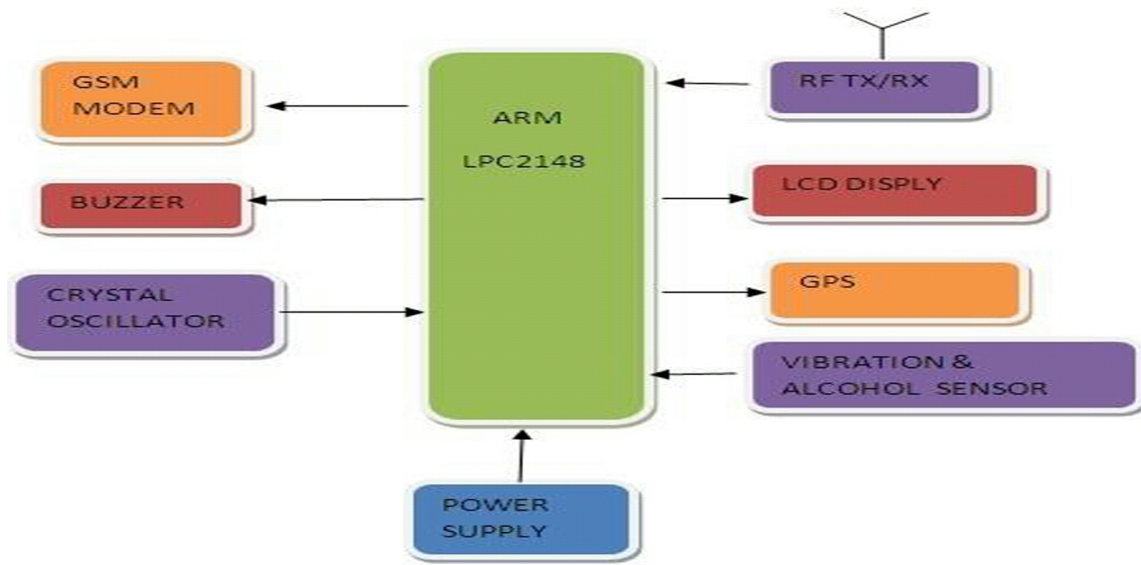 GSM
MODEM
ARM
LPC2148
RF TX/RX
BUZZER
LCD DISPLY
CRYSTAL
OSCILLATOR
GPS
VIBRATION &
ALCOHOL SENSOR
POWER
SUPPLY